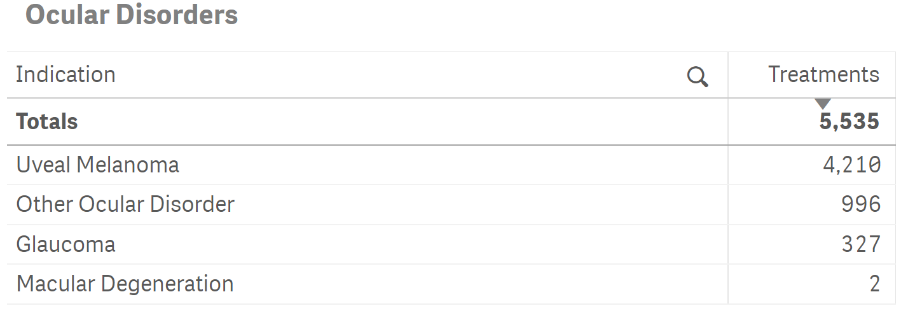 Ocular Disorders
Indication Treatments
Totals 5,535
Uveal Melanoma 4,210
Other Ocular Disorder 996
Glaucoma 327
Macular Degeneration 2